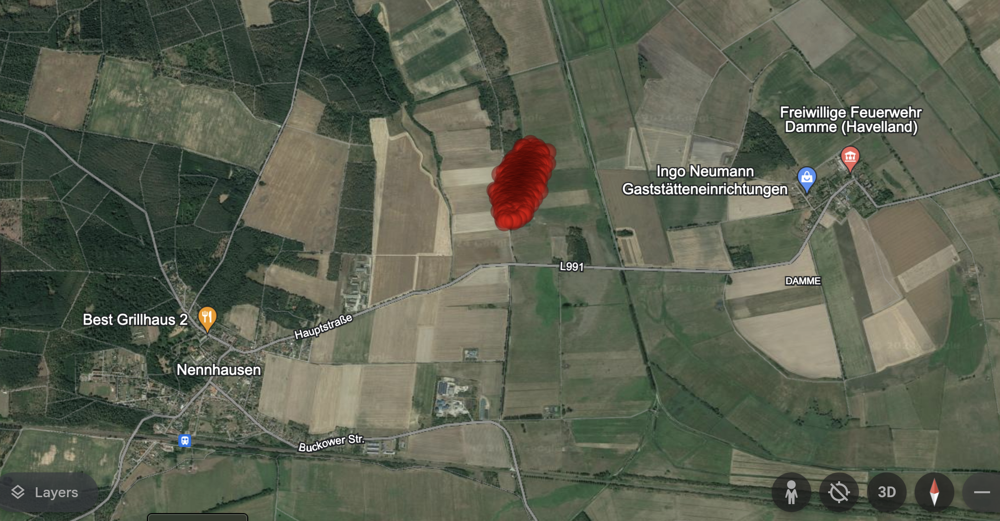 Freiwillige Feuerwehr
Damme (Havelland)
Ingo Neumann
Gaststätteneinrichtungen
L991
DAMME
Best Grillhaus 2
Hauptstraße
Nennhausen
Buckower Str.
Layers
3D